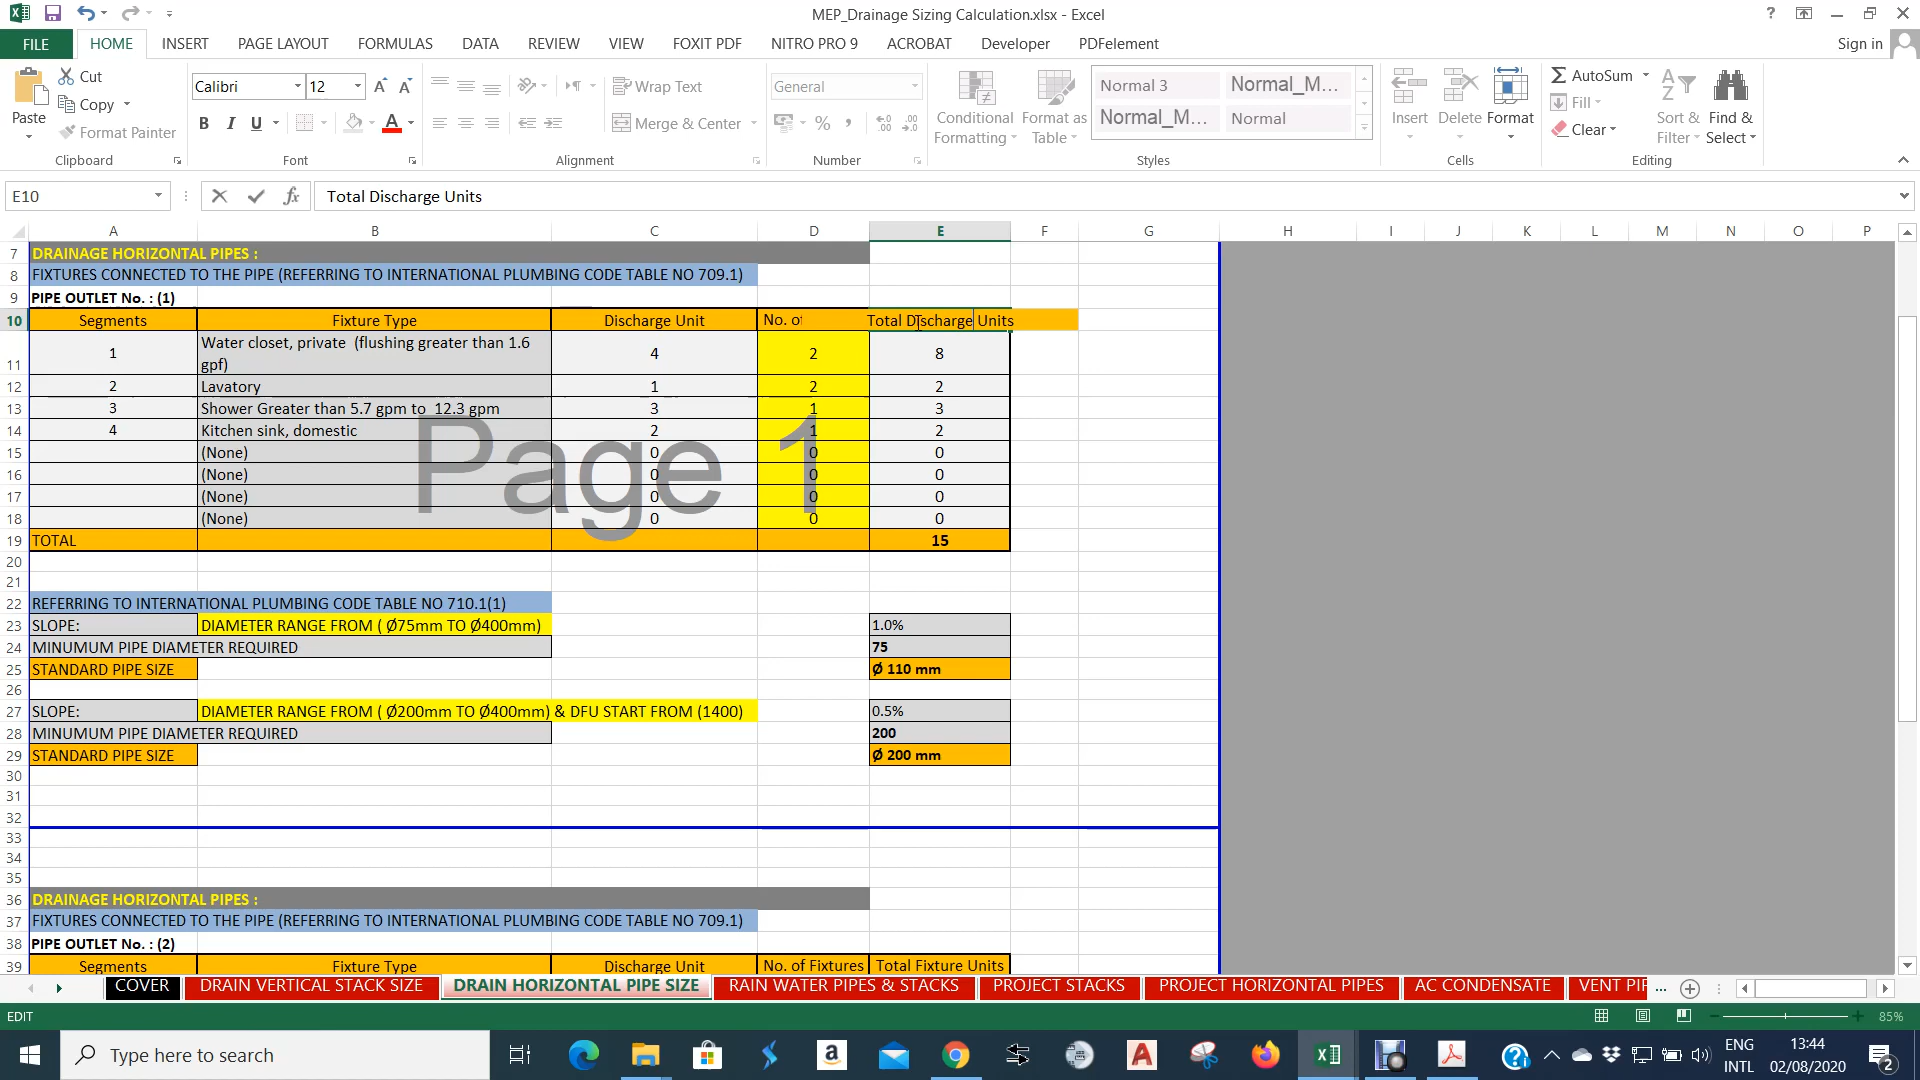 MEP_Drainage Sizing Calculation.xlsx - Excel
FILE HOME INSERT PAGE LAYOUT FORMULAS DATA REVIEW VIEW FOXIT PDF NITRO PRO 9 ACROBAT Developer PDFelement Sign in
Paste
Cut
Copy
Format Painter
Clipboard
Calibri 12
B I U
Font
Wrap Text
Merge & Center
Alignment
General
Number
Conditional Formatting
Format as Table
Normal 3 Normal_M...
Normal_M... Normal
Styles
Insert Delete Format
Cells
AutoSum
Fill
Clear
Sort & Filter
Find & Select
Editing
E10 Total Discharge Units
A B C D E F G H I J K L M N O P
7 DRAINAGE HORIZONTAL PIPES :
8 FIXTURES CONNECTED TO THE PIPE (REFERRING TO INTERNATIONAL PLUMBING CODE TABLE NO 709.1)
9 PIPE OUTLET No. : (1)
10 Segments Fixture Type Discharge Unit No. of Total Discharge Units
11 1 Water closet, private (flushing greater than 1.6 gpf) 4 2 8
12 2 Lavatory 1 2 2
13 3 Shower Greater than 5.7 gpm to 12.3 gpm 3 1 3
14 4 Kitchen sink, domestic 2 1 2
15 (None) 0 0 0
16 (None) 0 0 0
17 (None) 0 0 0
18 (None) 0 0 0
Page 1
19 TOTAL 15
20
21
22 REFERRING TO INTERNATIONAL PLUMBING CODE TABLE NO 710.1(1)
23 SLOPE: DIAMETER RANGE FROM ( Ø75mm TO Ø400mm) 1.0%
24 MINUMUM PIPE DIAMETER REQUIRED 75
25 STANDARD PIPE SIZE Ø 110 mm
26
27 SLOPE: DIAMETER RANGE FROM ( Ø200mm TO Ø400mm) & DFU START FROM (1400) 0.5%
28 MINUMUM PIPE DIAMETER REQUIRED 200
29 STANDARD PIPE SIZE Ø 200 mm
30
31
32
33
34
35
36 DRAINAGE HORIZONTAL PIPES :
37 FIXTURES CONNECTED TO THE PIPE (REFERRING TO INTERNATIONAL PLUMBING CODE TABLE NO 709.1)
38 PIPE OUTLET No. : (2)
39 Segments Fixture Type Discharge Unit No. of Fixtures Total Fixture Units
COVER DRAIN VERTICAL STACK SIZE DRAIN HORIZONTAL PIPE SIZE RAIN WATER PIPES & STACKS PROJECT STACKS PROJECT HORIZONTAL PIPES AC CONDENSATE VENT PIP ...
EDIT 85%
Type here to search
ENG
INTL
13:44
02/08/2020
2